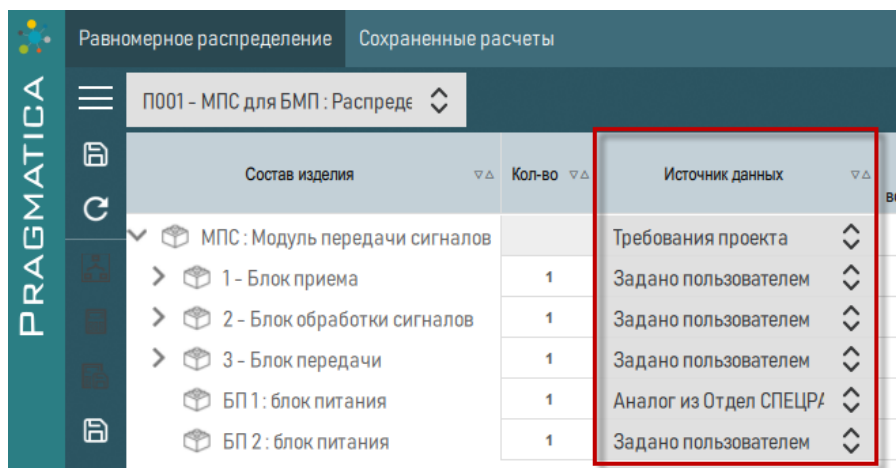 PRAGMATICA
Равномерное распределение Сохраненные расчеты
П001 - МПС для БМП : Распреде
Состав изделия Кол-во Источник данных
МПС : Модуль передачи сигналов Требования проекта
1 - Блок приема 1 Задано пользователем
2 - Блок обработки сигналов 1 Задано пользователем
3 - Блок передачи 1 Задано пользователем
БП 1 : блок питания 1 Аналог из Отдел СПЕЦРА
БП 2 : блок питания 1 Задано пользователем